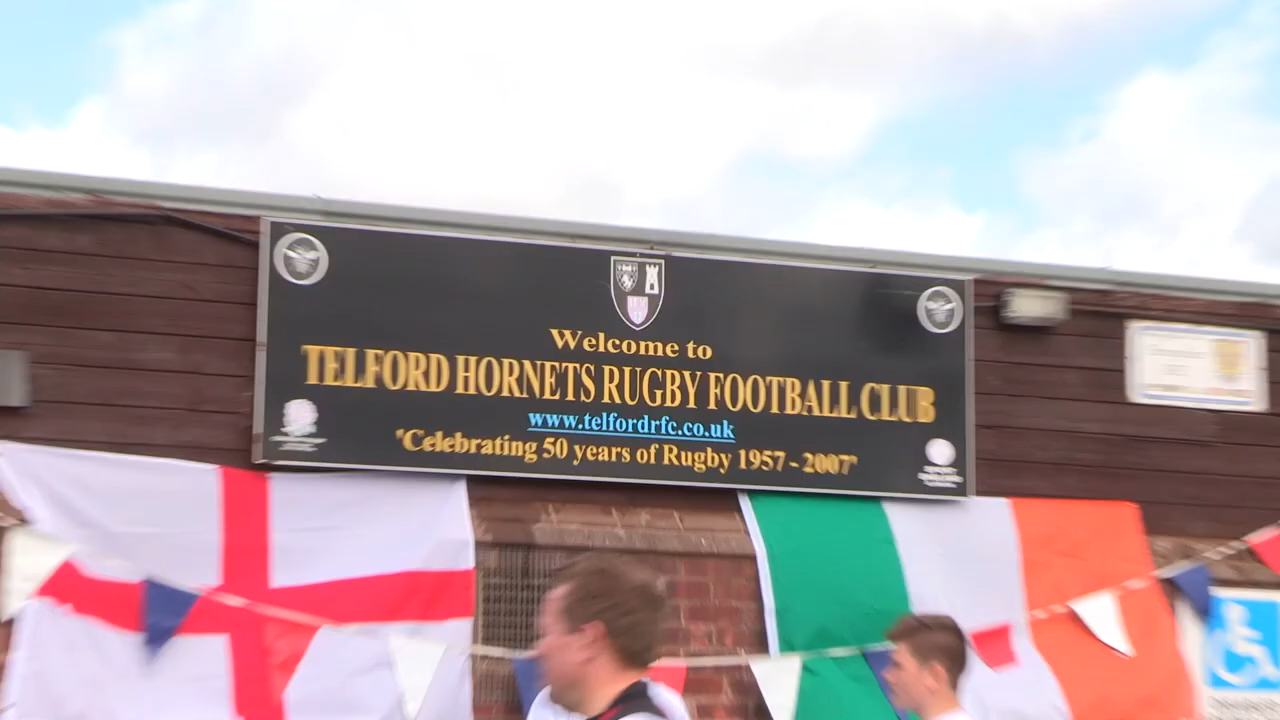 Welcome to
TELFORD HORNETS RUGBY FOOTBALL CLUB
www.telfordrfc.co.uk
'Celebrating 50 years of Rugby 1957 - 2007'